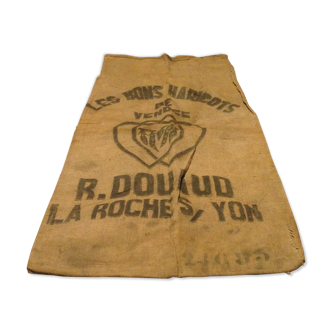 LES BONS HARICOTS
DE
VENDEE
R. DOUAUD
LA ROCHE S/ YON